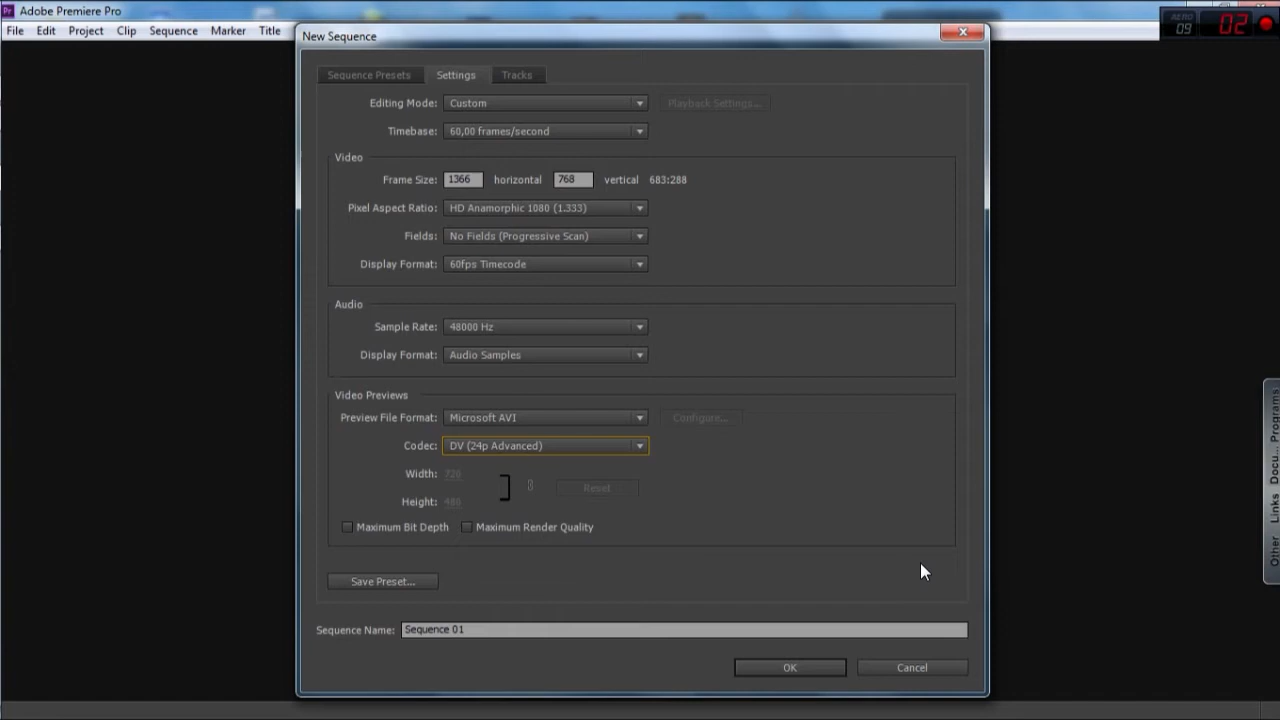 Pr Adobe Premiere Pro
File Edit Project Clip Sequence Marker Title
AERO
09 02
New Sequence
Sequence Presets Settings Tracks
Editing Mode: Custom Playback Settings...
Timebase: 60,00 frames/second
Video
Frame Size: 1366 horizontal 768 vertical 683:288
Pixel Aspect Ratio: HD Anamorphic 1080 (1.333)
Fields: No Fields (Progressive Scan)
Display Format: 60fps Timecode
Audio
Sample Rate: 48000 Hz
Display Format: Audio Samples
Video Previews
Preview File Format: Microsoft AVI Configure...
Codec: DV (24p Advanced)
Width: 720
Reset
Height: 480
Maximum Bit Depth Maximum Render Quality
Save Preset...
Sequence Name: Sequence 01
OK Cancel
Programs
Docu...
Links
Other